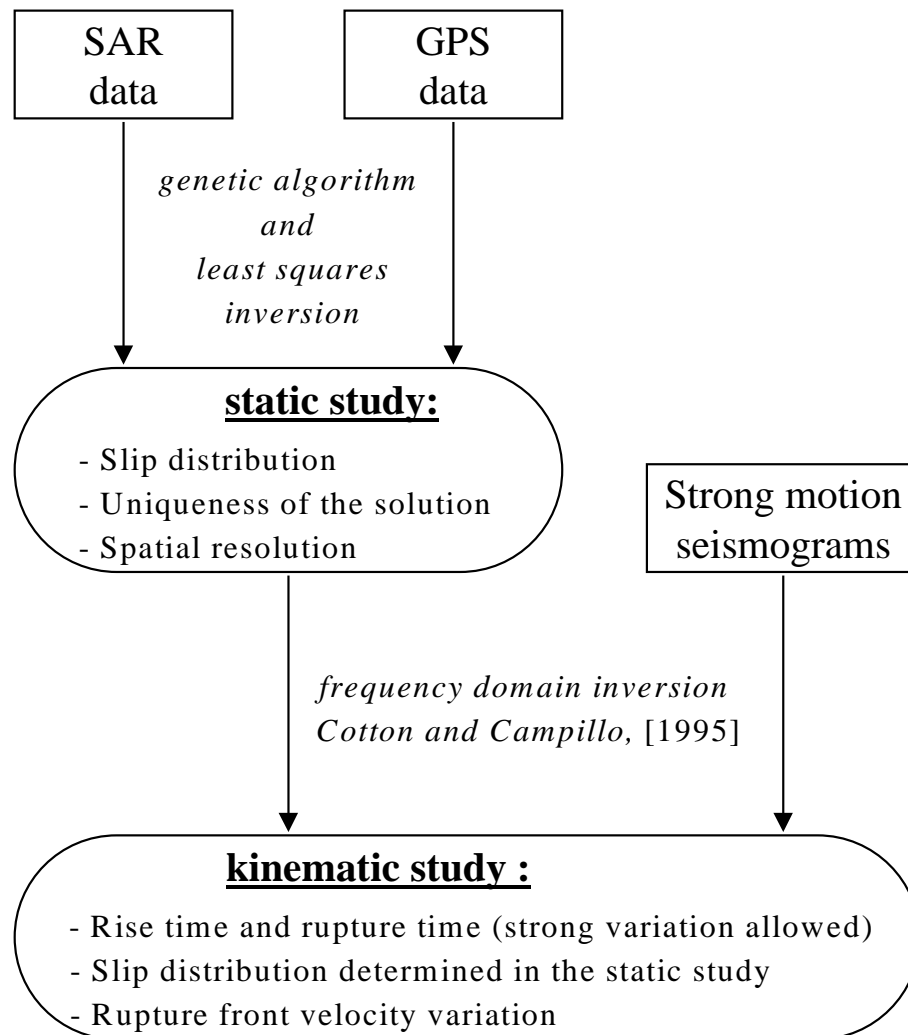 SAR
data
GPS
data
genetic algorithm
and
least squares
inversion
static study:
- Slip distribution
- Uniqueness of the solution
- Spatial resolution
Strong motion
seismograms
frequency domain inversion
Cotton and Campillo, [1995]
kinematic study :
- Rise time and rupture time (strong variation allowed)
- Slip distribution determined in the static study
- Rupture front velocity variation